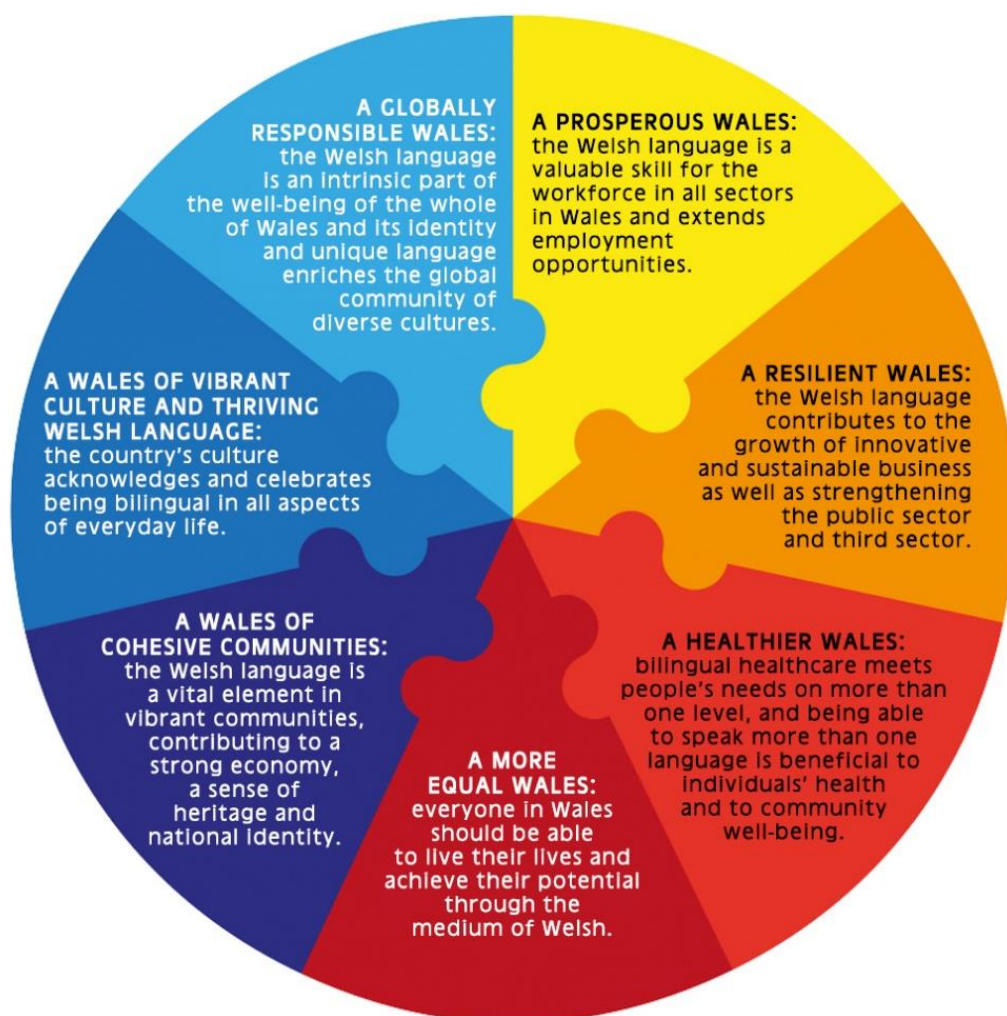 A GLOBALLY
RESPONSIBLE WALES:
the Welsh language
is an intrinsic part of
the well-being of the whole
of Wales and its identity
and unique language
enriches the global
community of
diverse cultures.
A PROSPEROUS WALES:
the Welsh language is a
valuable skill for the
workforce in all sectors
in Wales and extends
employment
opportunities.
A RESILIENT WALES:
the Welsh language
contributes to the
growth of innovative
and sustainable business
as well as strengthening
the public sector
and third sector.
A HEALTHIER WALES:
bilingual healthcare meets
people's needs on more than
one level, and being able
to speak more than one
language is beneficial to
individuals' health
and to community
well-being.
A MORE
EQUAL WALES:
everyone in Wales
should be able
to live their lives and
achieve their potential
through the
medium of Welsh.
A WALES OF
COHESIVE COMMUNITIES:
the Welsh language is
a vital element in
vibrant communities,
contributing to a
strong economy,
a sense of
heritage and
national identity.
A WALES OF VIBRANT
CULTURE AND THRIVING
WELSH LANGUAGE:
the country's culture
acknowledges and celebrates
being bilingual in all aspects
of everyday life.